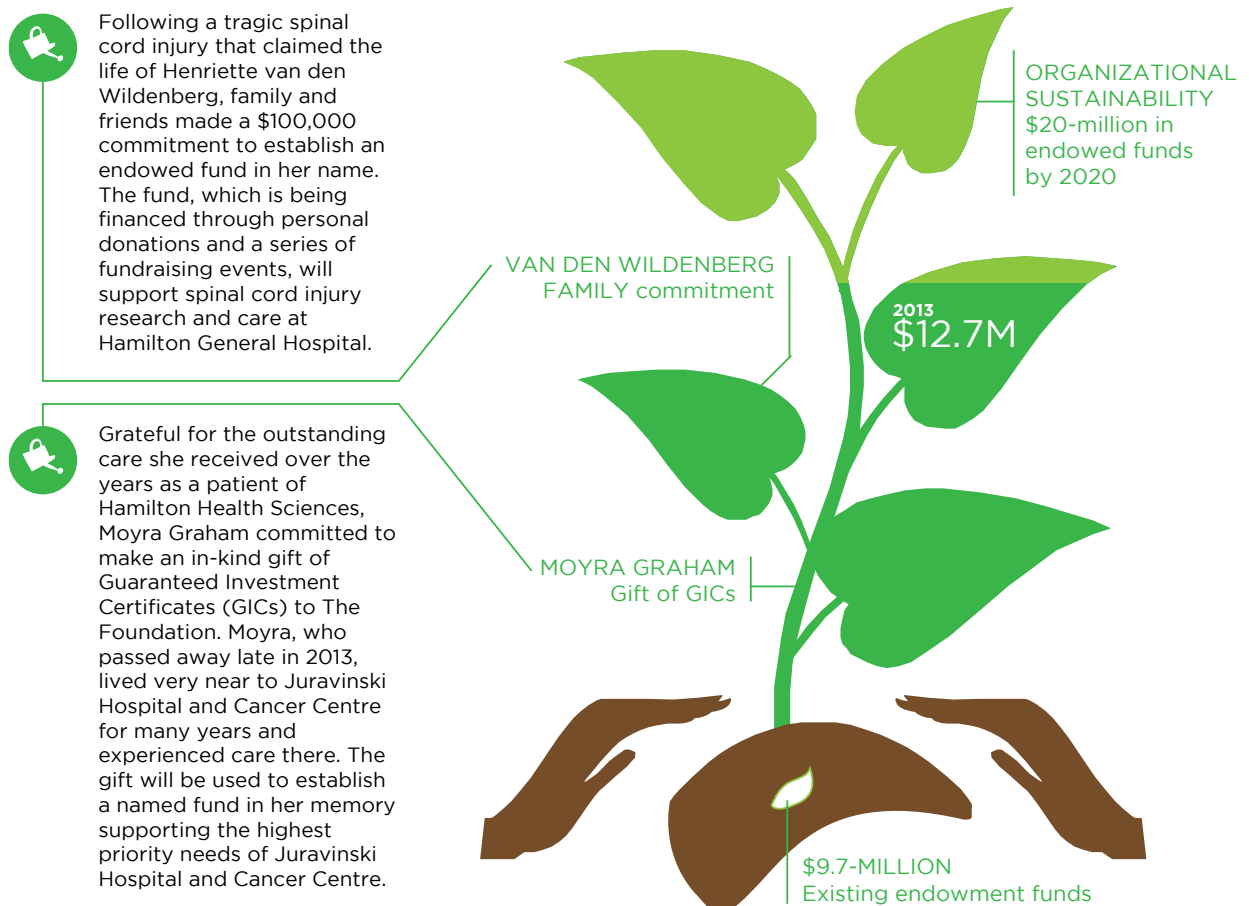 Following a tragic spinal
cord injury that claimed the
life of Henriette van den
Wildenberg, family and
friends made a $100,000
commitment to establish an
endowed fund in her name.
The fund, which is being
financed through personal
donations and a series of
fundraising events, will
support spinal cord injury
research and care at
Hamilton General Hospital.
Grateful for the outstanding
care she received over the
years as a patient of
Hamilton Health Sciences,
Moyra Graham committed to
make an in-kind gift of
Guaranteed Investment
Certificates (GICs) to The
Foundation. Moyra, who
passed away late in 2013,
lived very near to Juravinski
Hospital and Cancer Centre
for many years and
experienced care there. The
gift will be used to establish
a named fund in her memory
supporting the highest
priority needs of Juravinski
Hospital and Cancer Centre.
ORGANIZATIONAL
SUSTAINABILITY
$20-million in
endowed funds
by 2020
VAN DEN WILDENBERG
FAMILY commitment
2013
$12.7M
MOYRA GRAHAM
Gift of GICs
$9.7-MILLION
Existing endowment funds